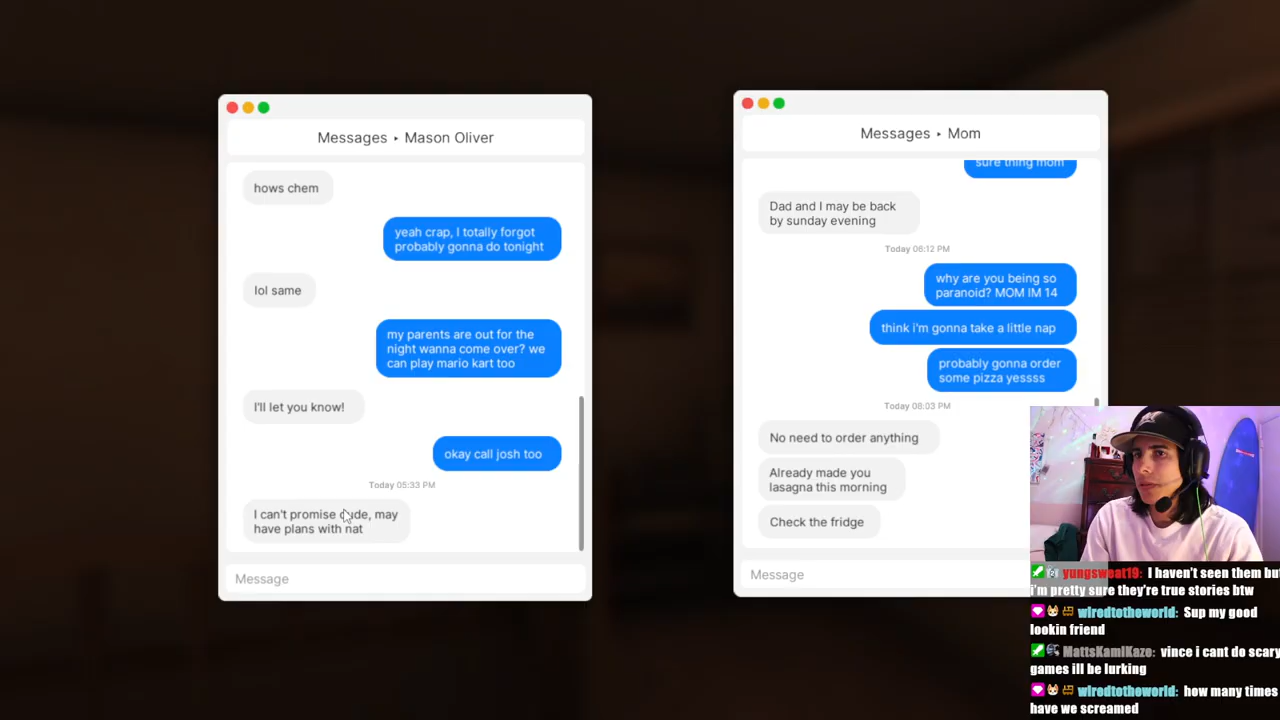 Messages ▸ Mason Oliver
hows chem
yeah crap, I totally forgot
probably gonna do tonight
lol same
my parents are out for the
night wanna come over? we
can play mario kart too
I'll let you know!
okay call josh too
Today 05:33 PM
I can't promise dude, may
have plans with nat
Message
Messages ▸ Mom
sure thing mom
Dad and I may be back
by sunday evening
Today 06:12 PM
why are you being so
paranoid? MOM IM 14
think i'm gonna take a little nap
probably gonna order
some pizza yessss
Today 08:03 PM
No need to order anything
Already made you
lasagna this morning
Check the fridge
Message
yungsweat19: I haven't seen them but
i'm pretty sure they're true stories btw
wiredtotheworld: Sup my good
lookin friend
MattsKamiKaze: vince i cant do scary
games ill be lurking
wiredtotheworld: how many times
have we screamed